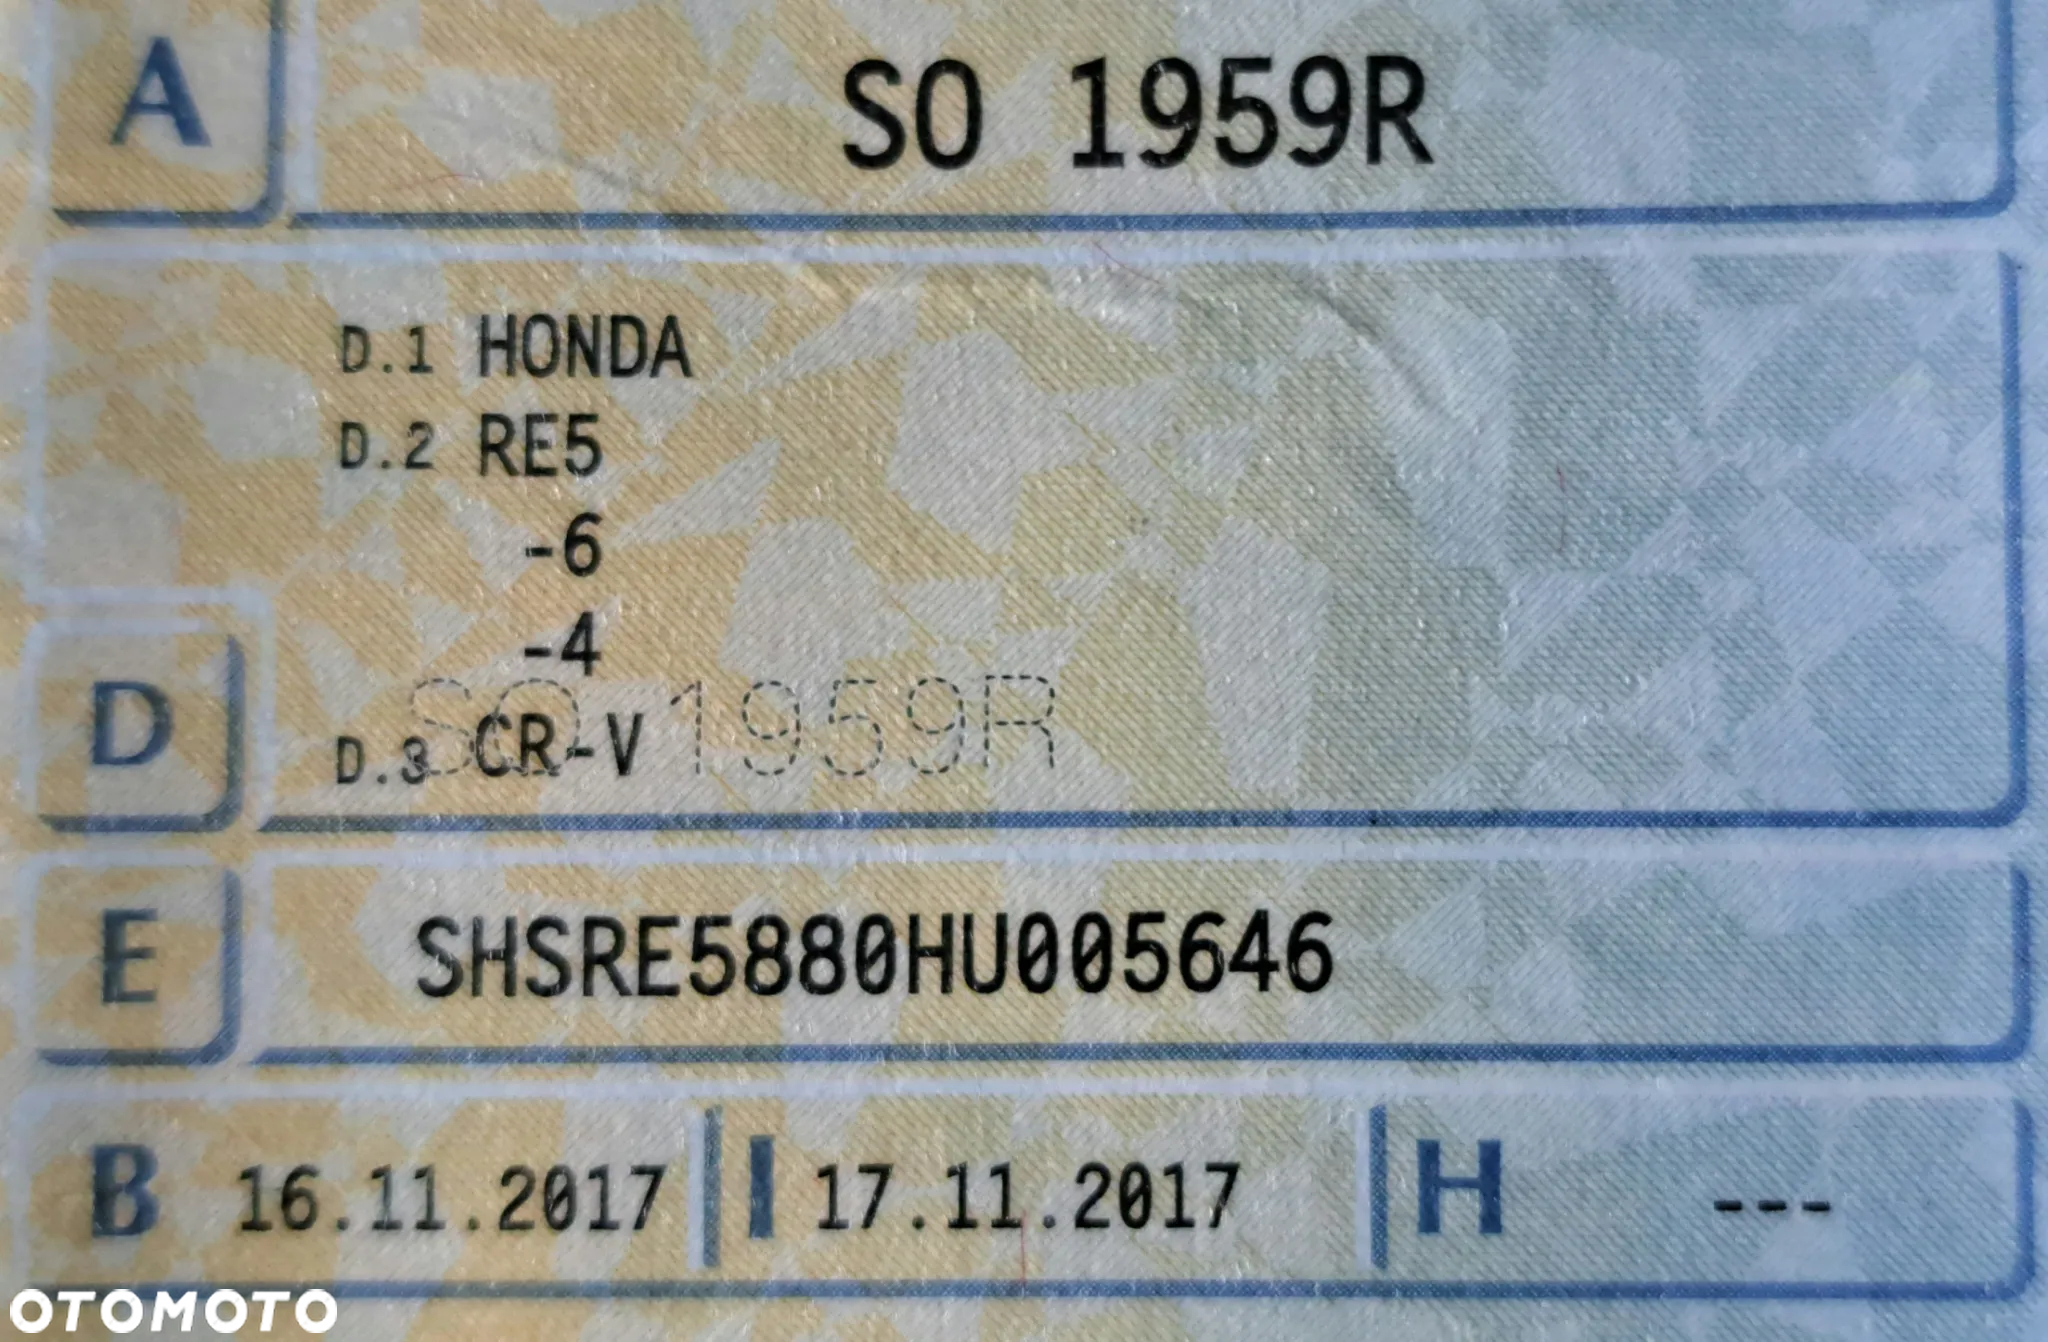 A SO 1959R
D.1 HONDA
D.2 RE5
-6
-4
SO 1959R
D D.3 CR-V
E SHSRE5880HU005646
B 16.11.2017 I 17.11.2017 H ---
OTOMOTO